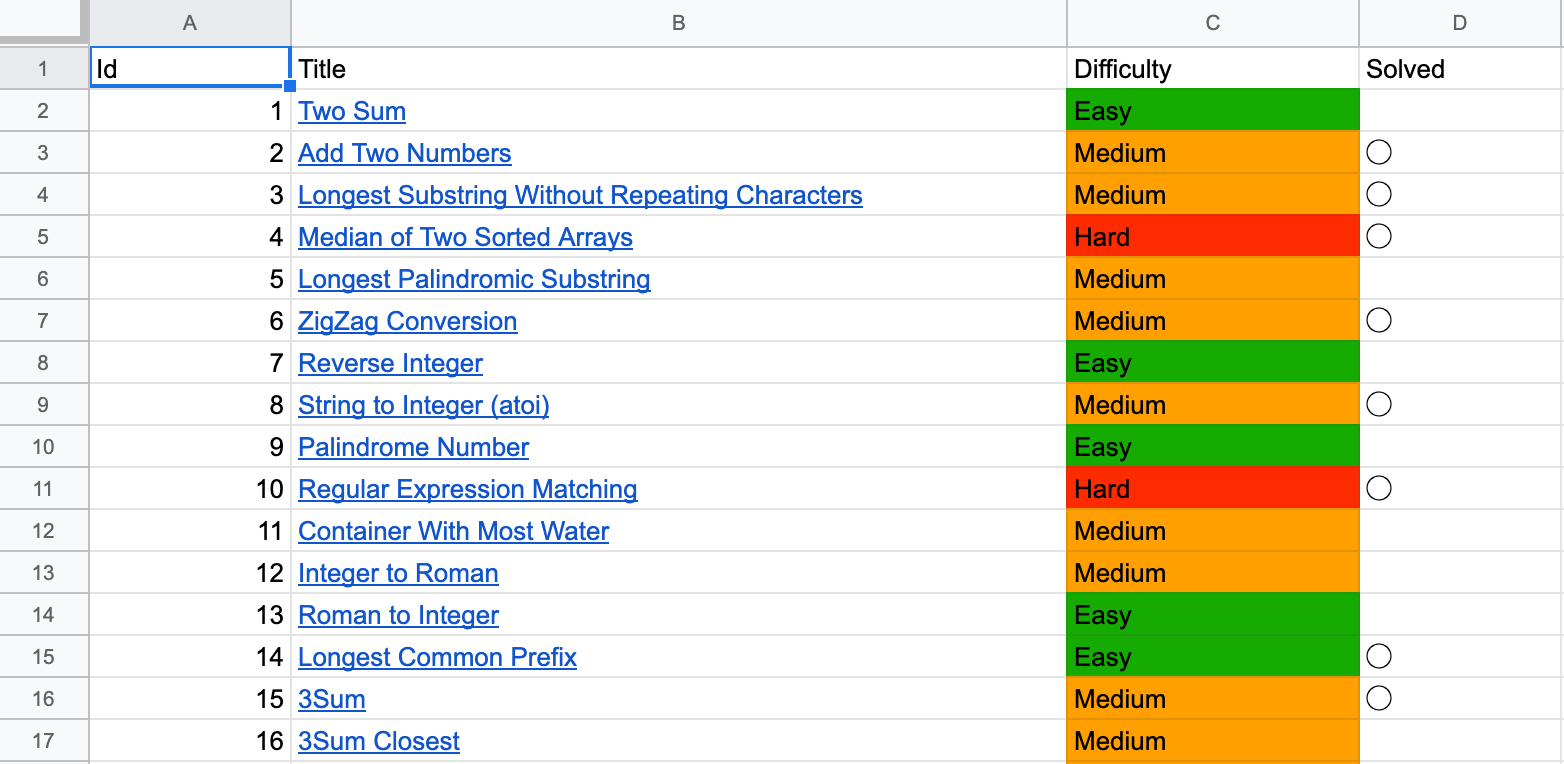 A B C D
1 Id Title Difficulty Solved
2 1 Two Sum Easy
3 2 Add Two Numbers Medium ◯
4 3 Longest Substring Without Repeating Characters Medium ◯
5 4 Median of Two Sorted Arrays Hard ◯
6 5 Longest Palindromic Substring Medium
7 6 ZigZag Conversion Medium ◯
8 7 Reverse Integer Easy
9 8 String to Integer (atoi) Medium ◯
10 9 Palindrome Number Easy
11 10 Regular Expression Matching Hard ◯
12 11 Container With Most Water Medium
13 12 Integer to Roman Medium
14 13 Roman to Integer Easy
15 14 Longest Common Prefix Easy ◯
16 15 3Sum Medium ◯
17 16 3Sum Closest Medium